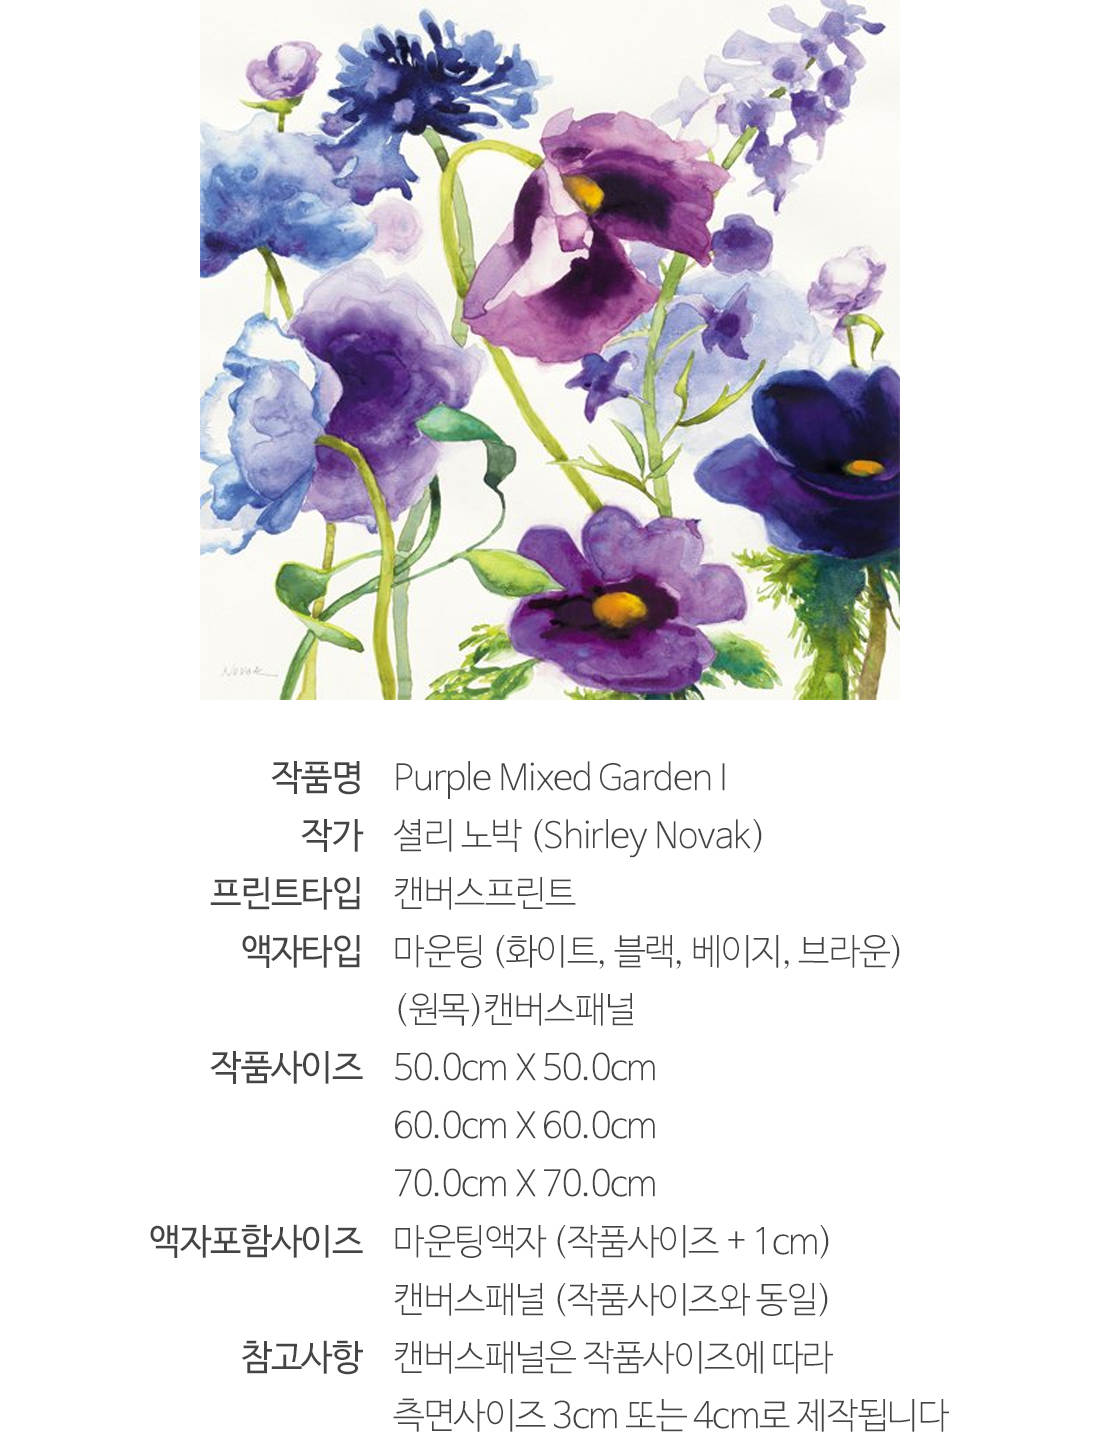 NOVAK
작품명 Purple Mixed Garden I
작가 셜리 노박 (Shirley Novak)
프린트타입 캔버스프린트
액자타입 마운팅 (화이트, 블랙, 베이지, 브라운)
(원목)캔버스패널
작품사이즈 50.0cm X 50.0cm
60.0cm X 60.0cm
70.0cm X 70.0cm
액자포함사이즈 마운팅액자 (작품사이즈 + 1cm)
캔버스패널 (작품사이즈와 동일)
참고사항 캔버스패널은 작품사이즈에 따라
측면사이즈 3cm 또는 4cm로 제작됩니다